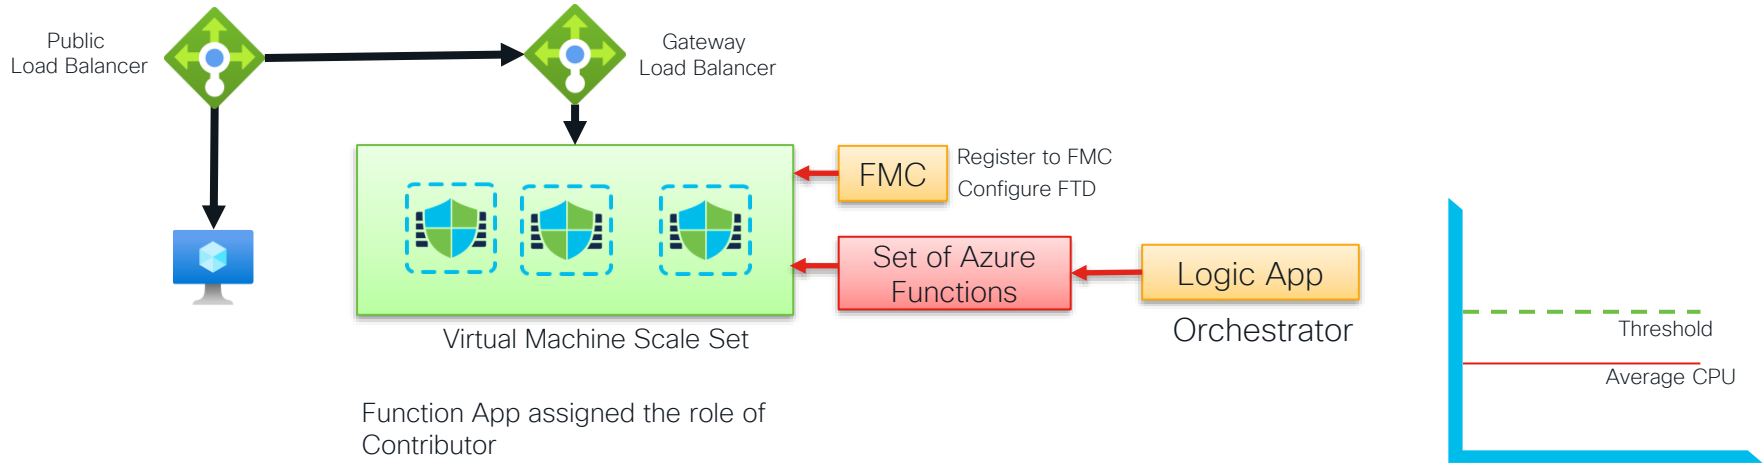 Public
Load Balancer
Gateway
Load Balancer
FMC
Register to FMC
Configure FTD
Set of Azure
Functions
Logic App
Orchestrator
Virtual Machine Scale Set
Function App assigned the role of
Contributor
Threshold
Average CPU